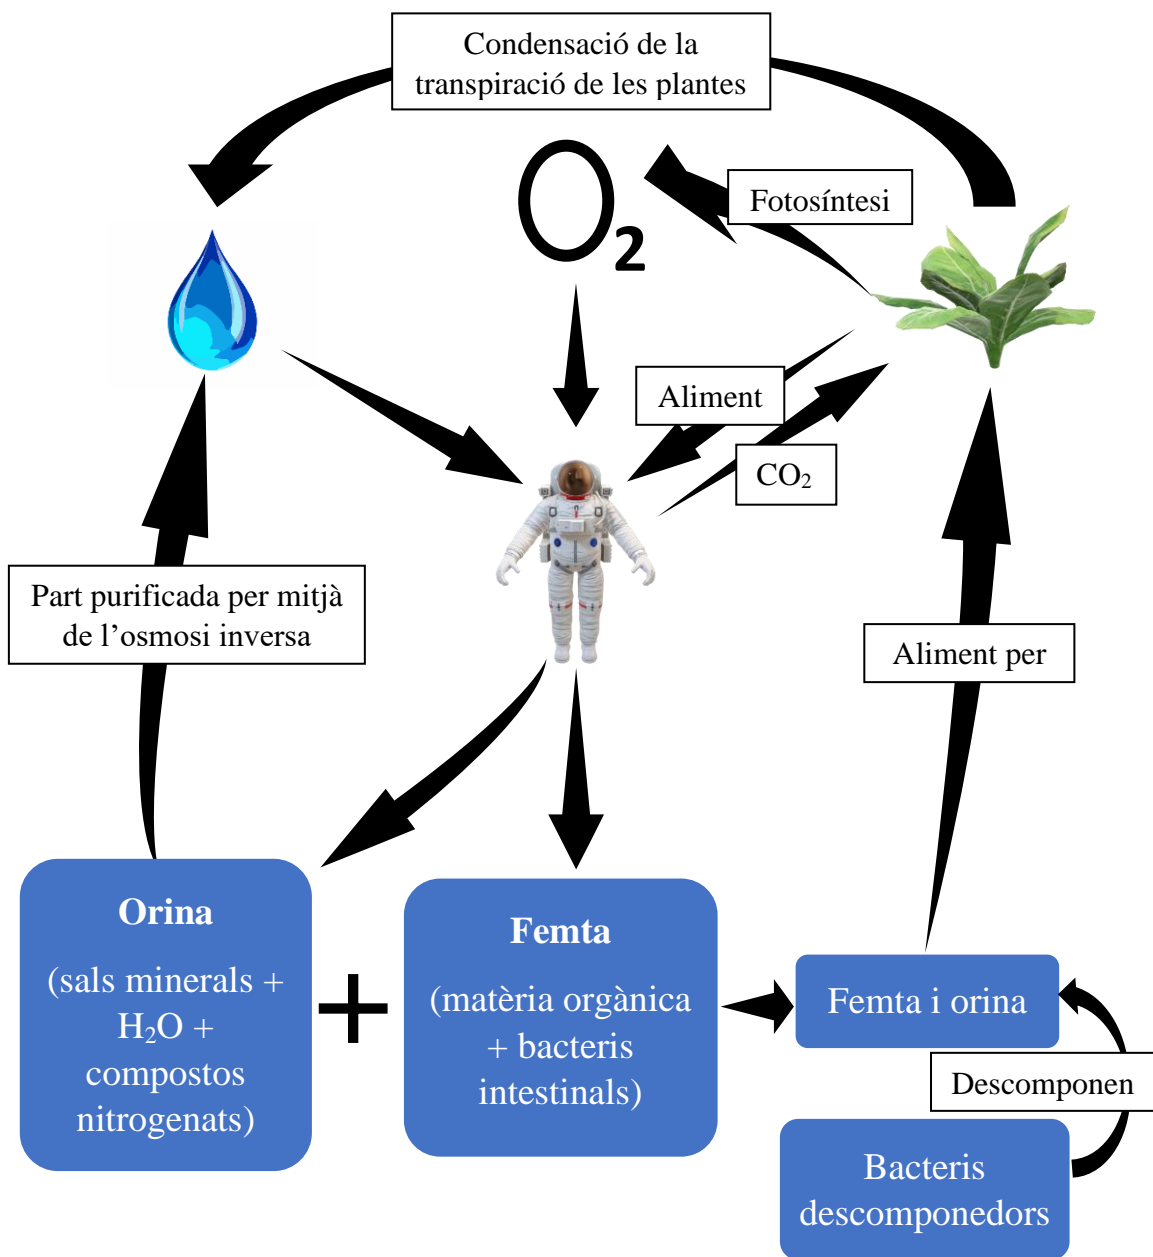 Condensació de la
transpiració de les plantes
O₂
Fotosíntesi
Aliment
CO₂
Part purificada per mitjà
de l’osmosi inversa
Aliment per
Orina
(sals minerals +
H₂O +
compostos
nitrogenats)
+
Femta
(matèria orgànica
+ bacteris
intestinals)
Femta i orina
Descomponen
Bacteris
descomponedors